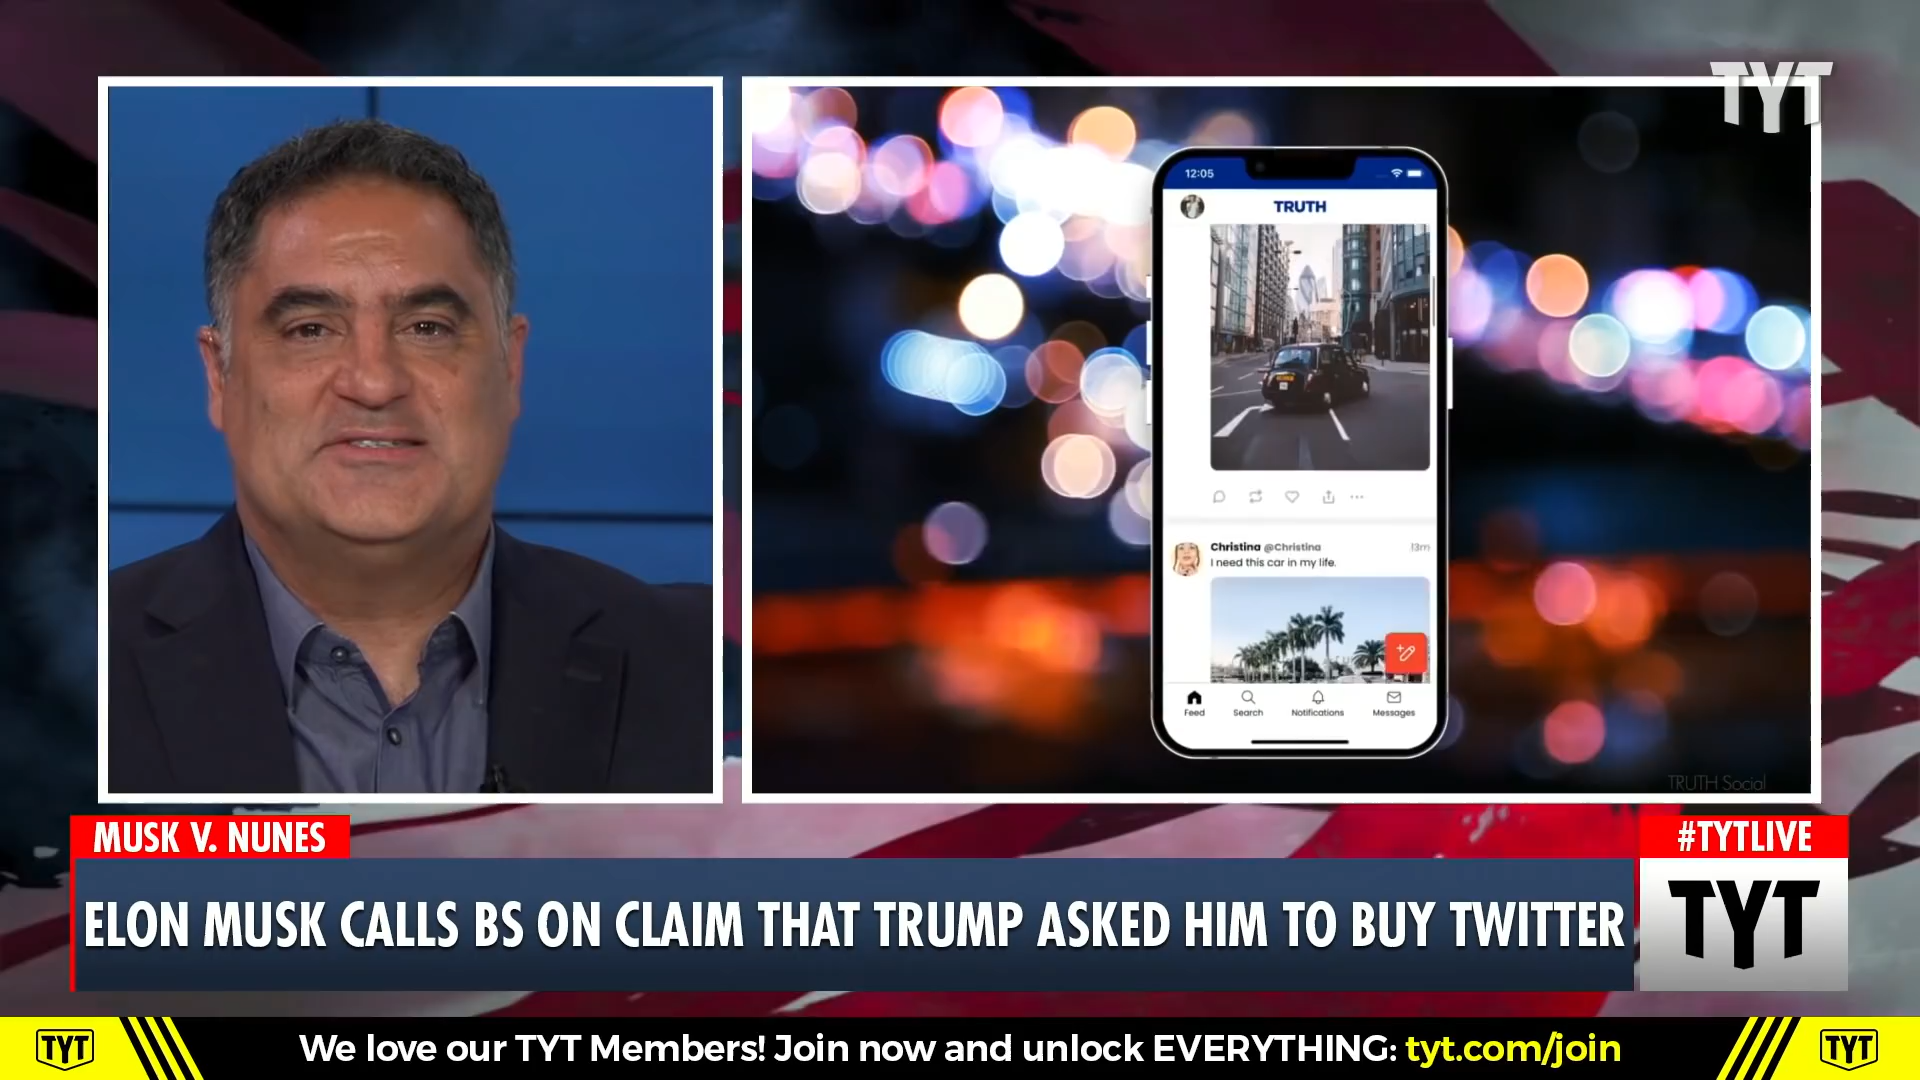 TYT
12:05
TRUTH
Christina @Christina 13m
I need this car in my life.
Feed Search Notifications Messages
TRUTH Social
MUSK V. NUNES
#TYTLIVE
ELON MUSK CALLS BS ON CLAIM THAT TRUMP ASKED HIM TO BUY TWITTER
TYT
TYT
We love our TYT Members! Join now and unlock EVERYTHING: tyt.com/join
TYT